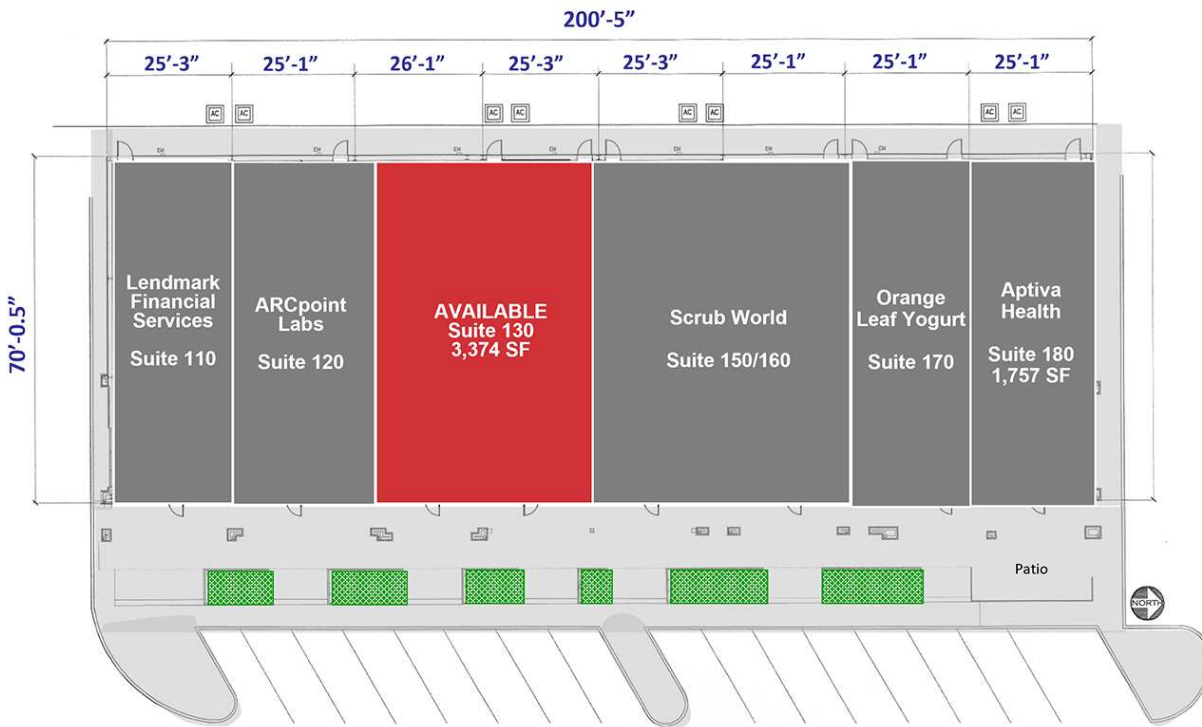 200’-5”
25’-3”
25’-1”
26’-1”
25’-3”
25’-3”
25’-1”
25’-1”
25’-1”
AC
AC
AC
AC
AC
AC
AC
AC
70’-0.5”
Lendmark
Financial
Services
Suite 110
ARCpoint
Labs
Suite 120
AVAILABLE
Suite 130
3,374 SF
Scrub World
Suite 150/160
Orange
Leaf Yogurt
Suite 170
Aptiva
Health
Suite 180
1,757 SF
Patio
NORTH